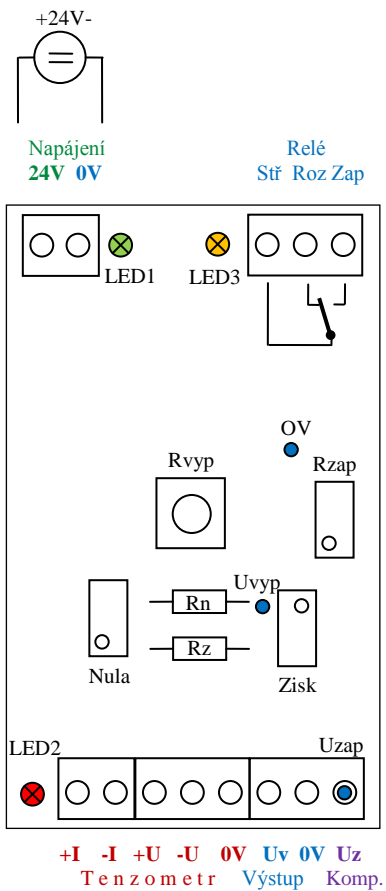 +24V-
Napájení
24V 0V
Relé
Stř Roz Zap
LED1
LED3
OV
Rvyp
Rzap
Rn
Uvyp
Rz
Nula
Zisk
LED2
Uzap
+I -I +U -U 0V Uv 0V Uz
Tenzometr Výstup Komp.